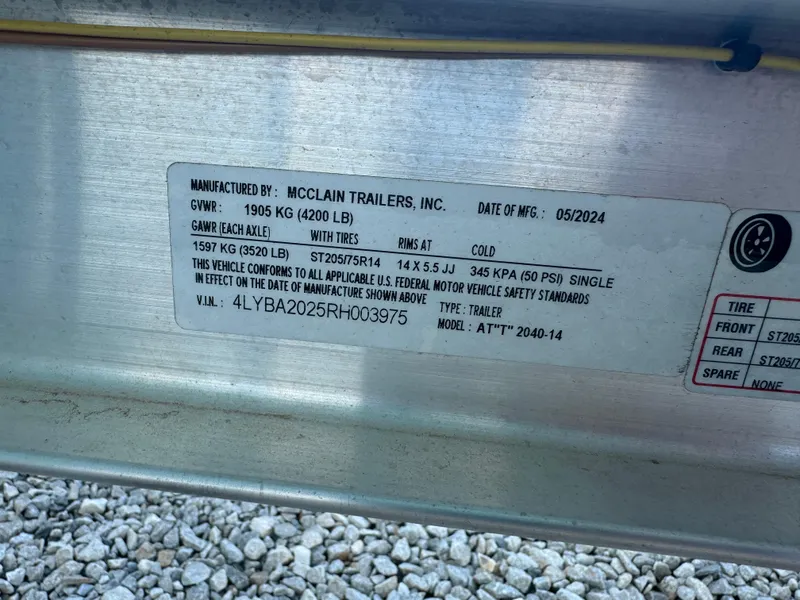 MANUFACTURED BY: MCCLAIN TRAILERS, INC. DATE OF MFG.: 05/2024
GVWR: 1905 KG (4200 LB)
GAWR (EACH AXLE) WITH TIRES RIMS AT COLD
1597 KG (3520 LB) ST205/75R14 14 X 5.5 JJ 345 KPA (50 PSI) SINGLE
THIS VEHICLE CONFORMS TO ALL APPLICABLE U.S. FEDERAL MOTOR VEHICLE SAFETY STANDARDS
IN EFFECT ON THE DATE OF MANUFACTURE SHOWN ABOVE
V.I.N.: 4LYBA2025RH003975 TYPE: TRAILER
MODEL: AT"T" 2040-14
TIRE
FRONT ST205
REAR ST205/7
SPARE NONE